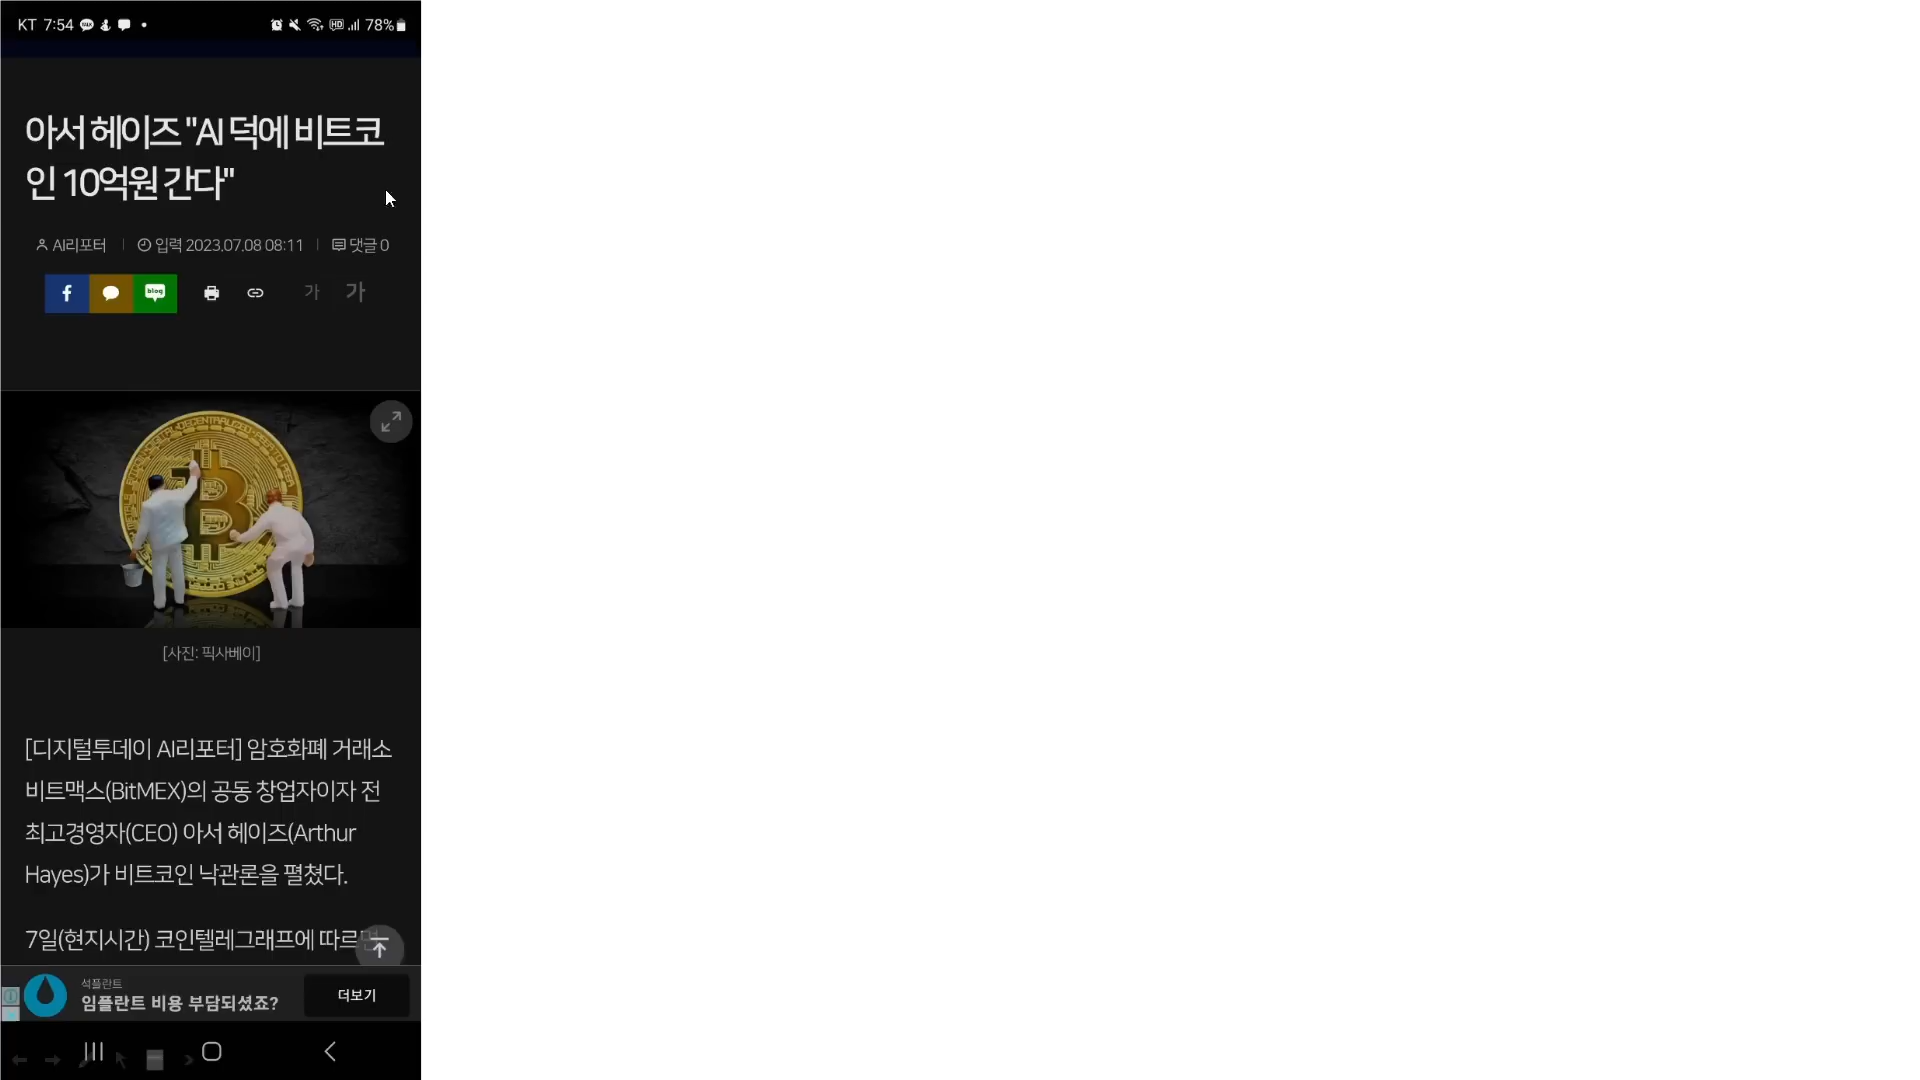 KT 7:54 78%
아서 헤이즈 "AI 덕에 비트코
인 10억원 간다"
AI리포터 입력 2023.07.08 08:11 댓글 0
f blog 가 가
[사진: 픽사베이]
[디지털투데이 AI리포터] 암호화폐 거래소
비트맥스(BitMEX)의 공동 창업자이자 전
최고경영자(CEO) 아서 헤이즈(Arthur
Hayes)가 비트코인 낙관론을 펼쳤다.
7일(현지시간) 코인텔레그래프에 따르면
석플란트
임플란트 비용 부담되셨죠?
더보기